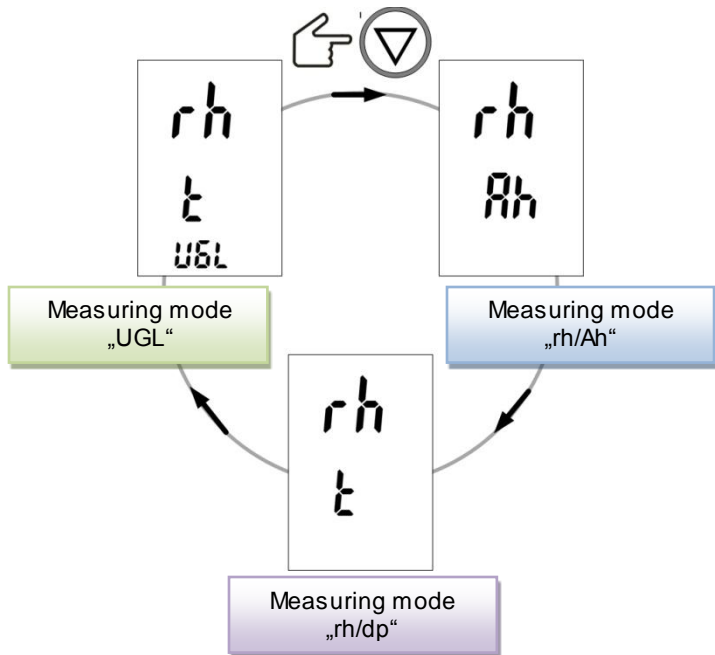 rh
t
UGL
rh
Ah
Measuring mode
„UGL“
Measuring mode
„rh/Ah“
rh
t
Measuring mode
„rh/dp“